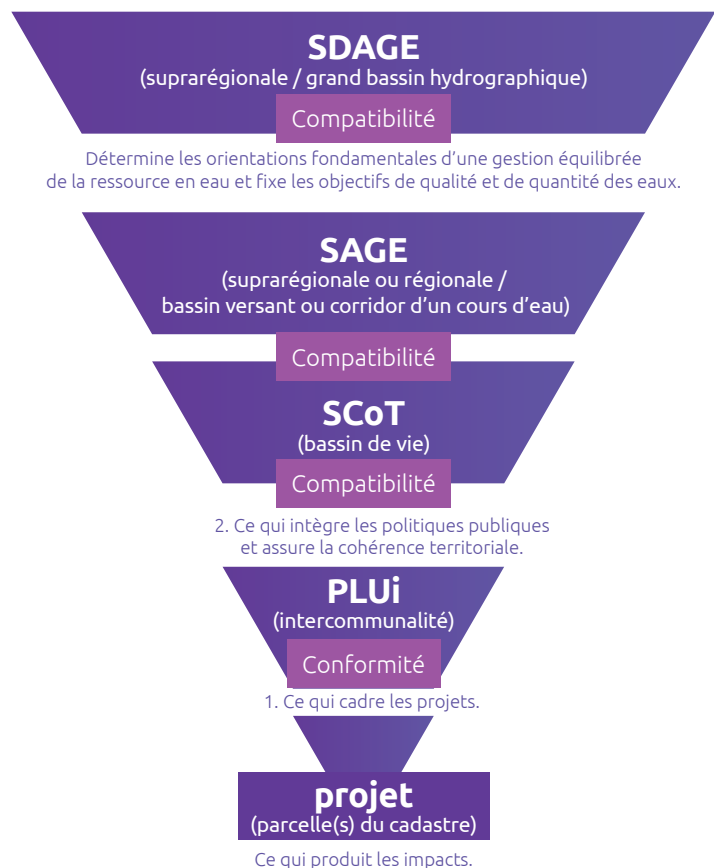 SDAGE
(suprarégionale / grand bassin hydrographique)
Compatibilité
Détermine les orientations fondamentales d’une gestion équilibrée
de la ressource en eau et fixe les objectifs de qualité et de quantité des eaux.
SAGE
(suprarégionale ou régionale /
bassin versant ou corridor d’un cours d’eau)
Compatibilité
SCoT
(bassin de vie)
Compatibilité
2. Ce qui intègre les politiques publiques
et assure la cohérence territoriale.
PLUi
(intercommunalité)
Conformité
1. Ce qui cadre les projets.
projet
(parcelle(s) du cadastre)
Ce qui produit les impacts.